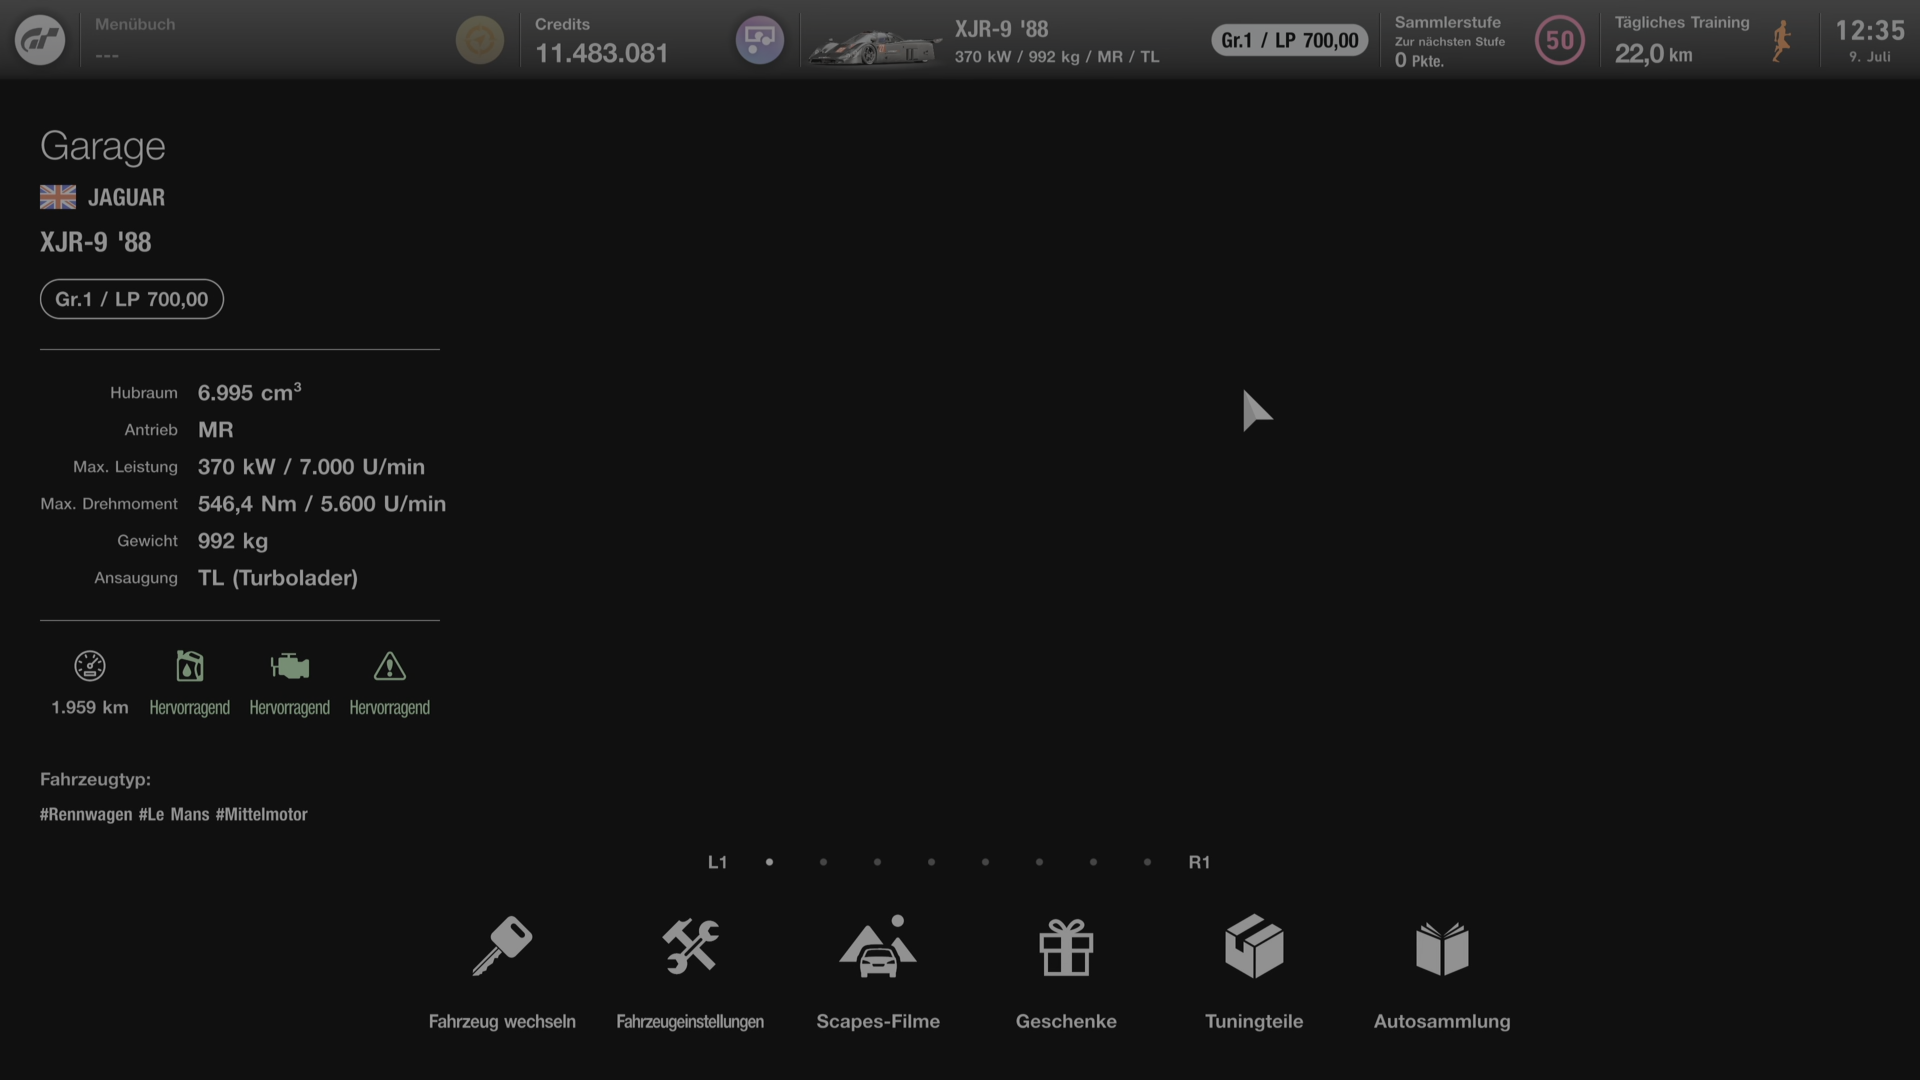 Menübuch
---
Credits
11.483.081
XJR-9 '88
370 kW / 992 kg / MR / TL
Gr.1 / LP 700,00
Sammlerstufe
Zur nächsten Stufe
0 Pkte.
50
Tägliches Training
22,0 km
12:35
9. Juli
Garage
JAGUAR
XJR-9 '88
Gr.1 / LP 700,00
Hubraum 6.995 cm³
Antrieb MR
Max. Leistung 370 kW / 7.000 U/min
Max. Drehmoment 546,4 Nm / 5.600 U/min
Gewicht 992 kg
Ansaugung TL (Turbolader)
1.959 km Hervorragend Hervorragend Hervorragend
Fahrzeugtyp:
#Rennwagen #Le Mans #Mittelmotor
L1 R1
Fahrzeug wechseln Fahrzeugeinstellungen Scapes-Filme Geschenke Tuningteile Autosammlung